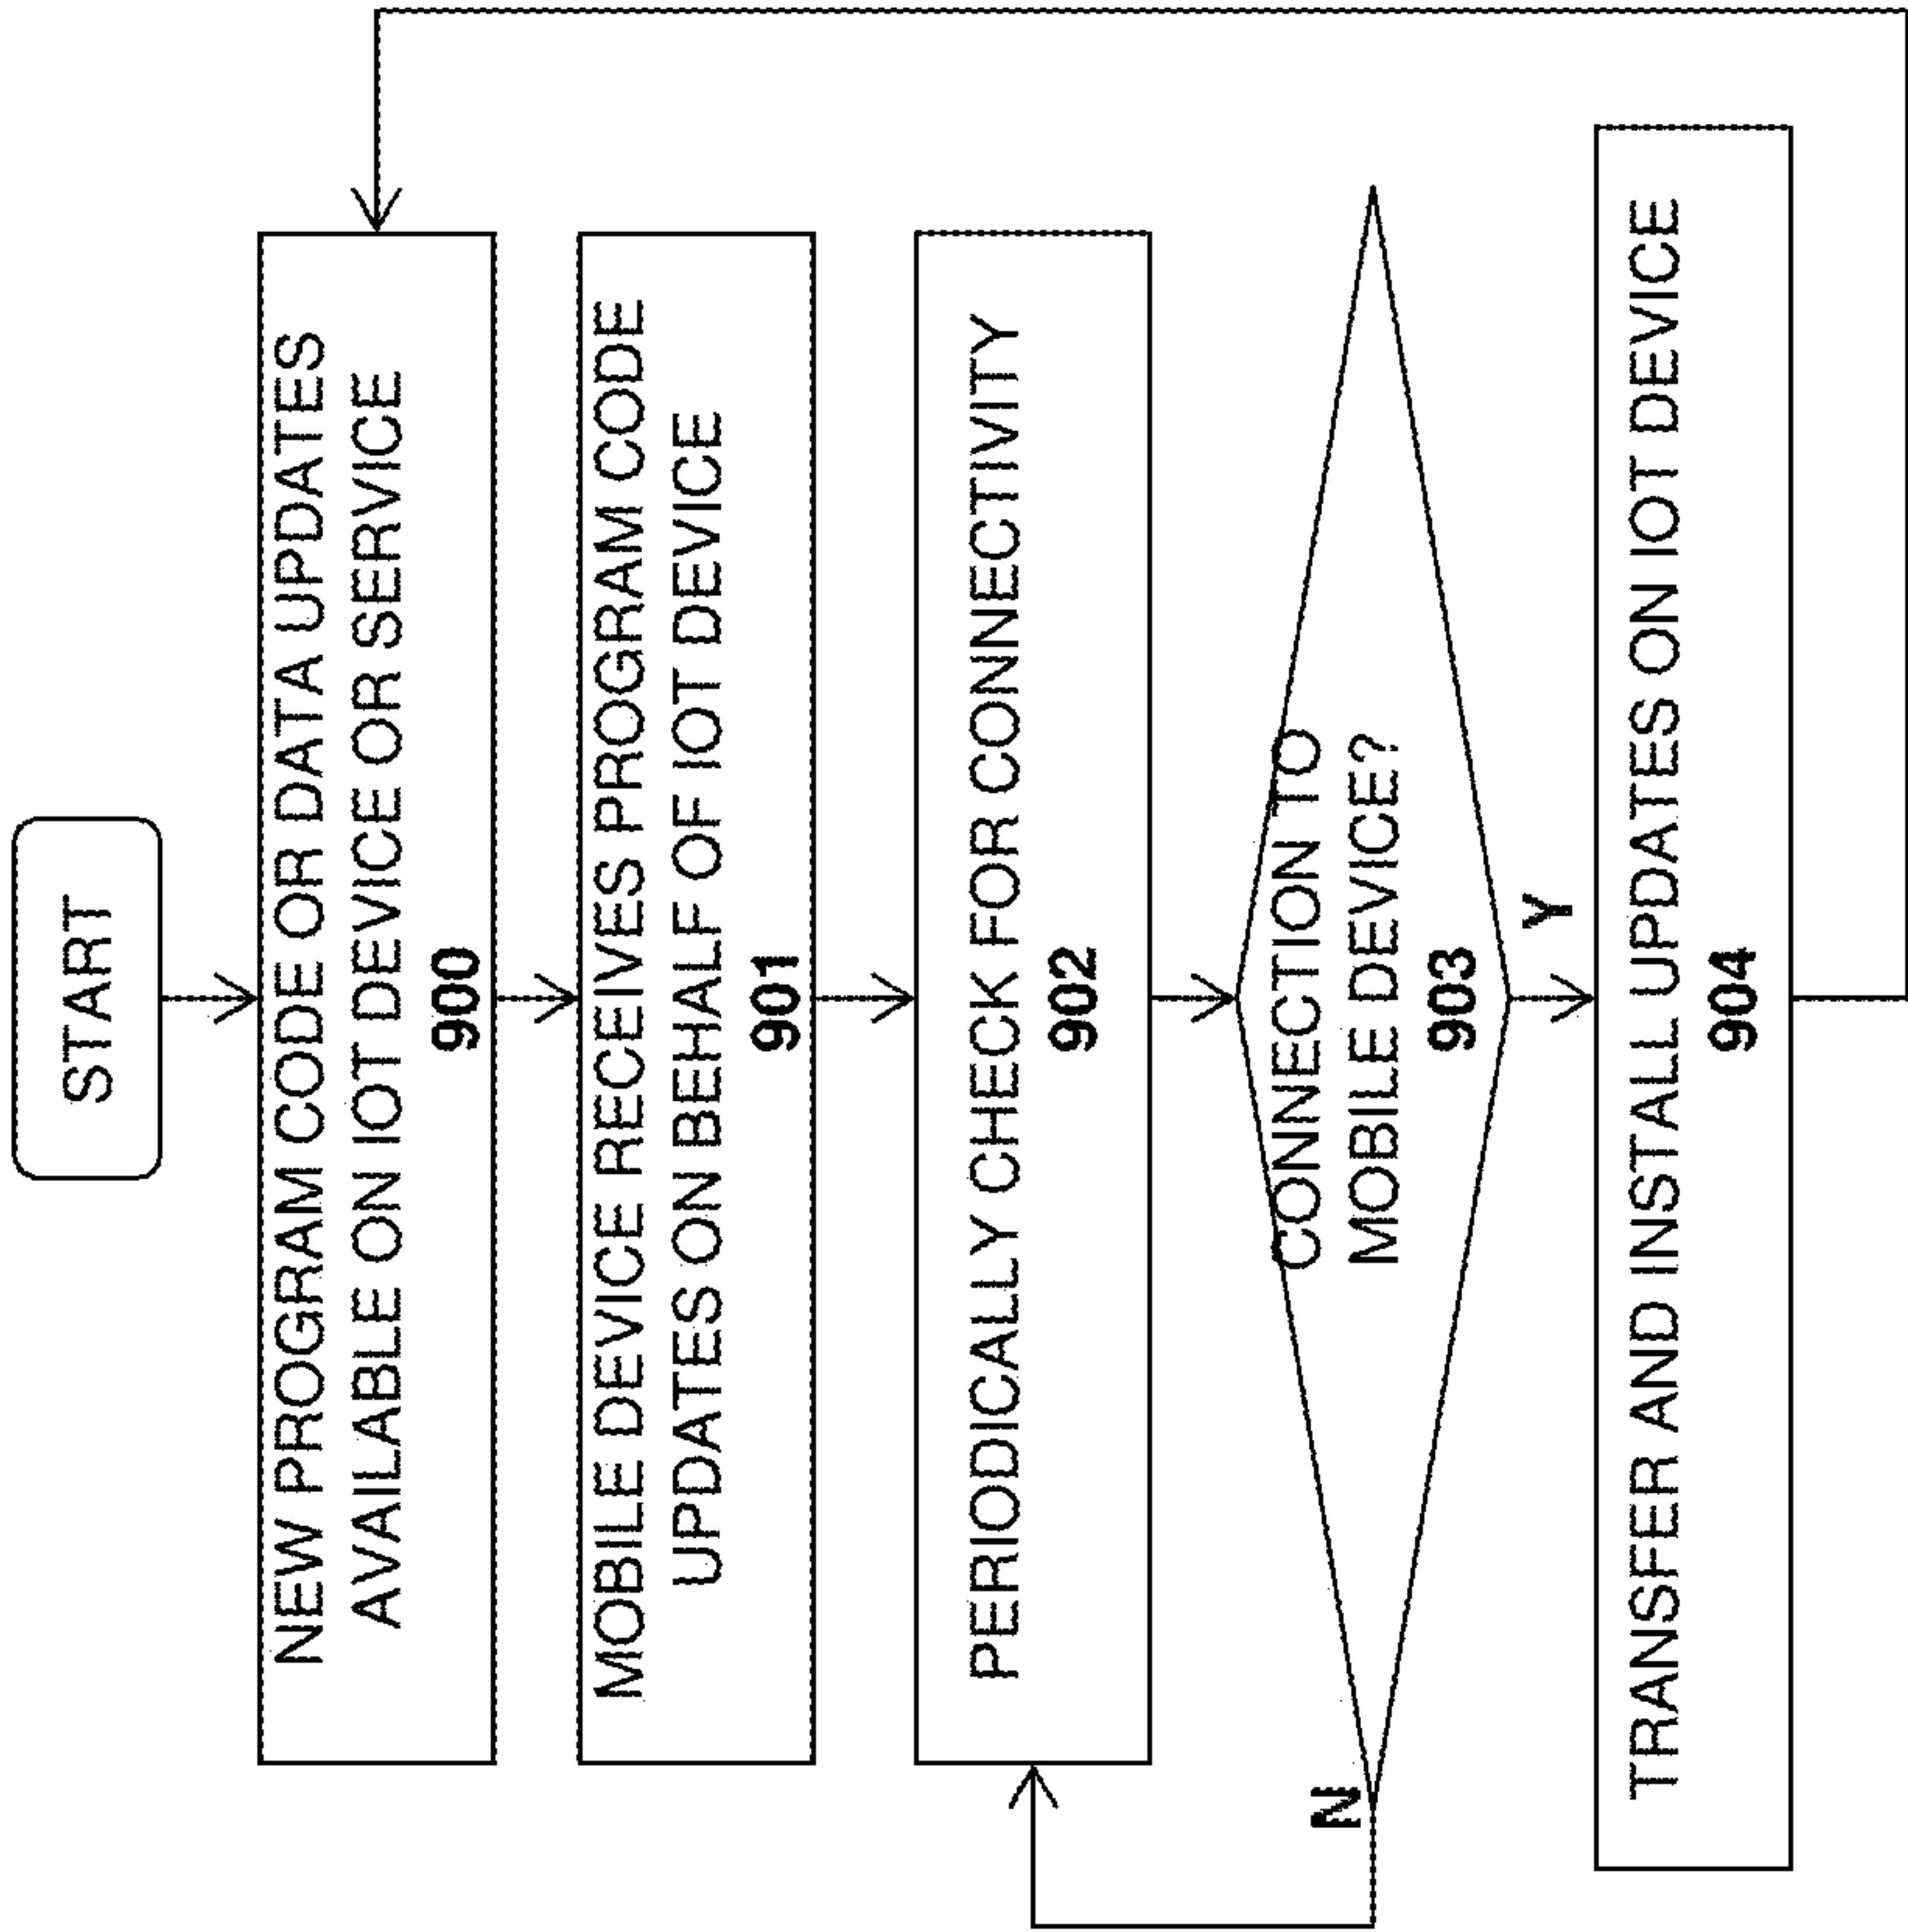 START
NEW PROGRAM CODE OR DATA UPDATES
AVAILABLE ON IOT DEVICE OR SERVICE
900
MOBILE DEVICE RECEIVES PROGRAM CODE
UPDATES ON BEHALF OF IOT DEVICE
901
PERIODICALLY CHECK FOR CONNECTIVITY
902
CONNECTION TO
MOBILE DEVICE?
903
N
Y
TRANSFER AND INSTALL UPDATES ON IOT DEVICE
904